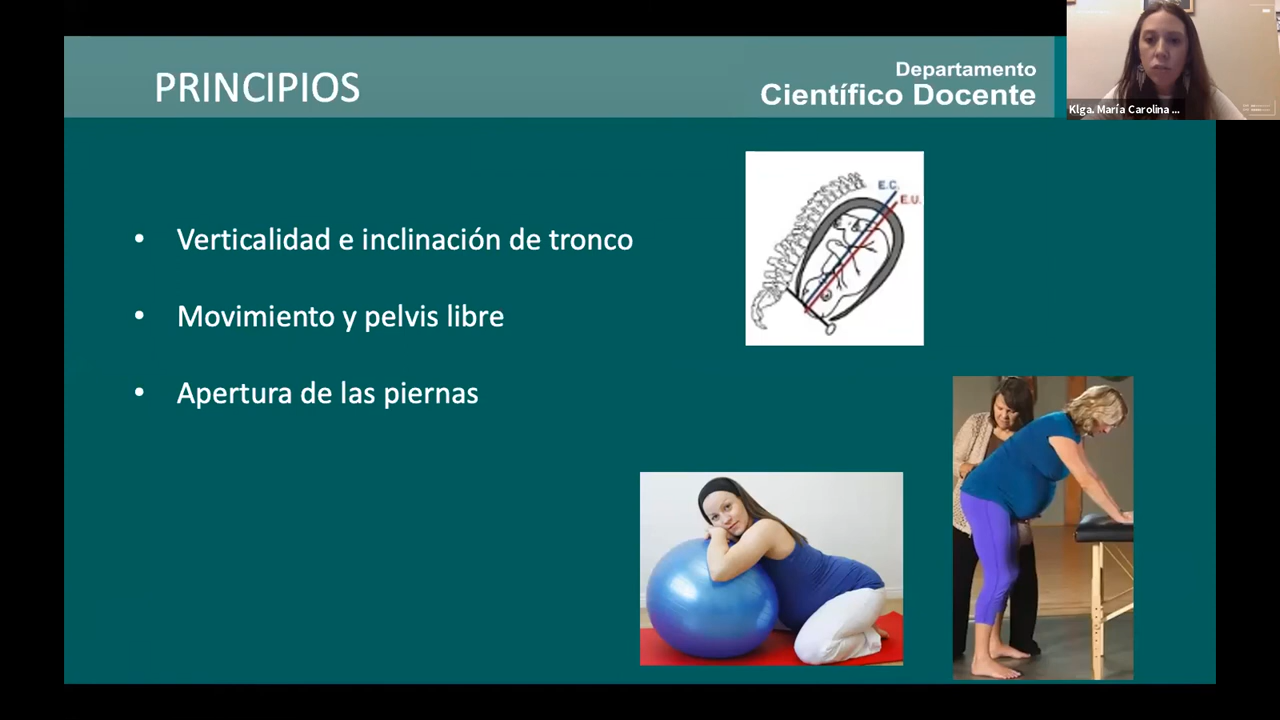 PRINCIPIOS
Departamento
Científico Docente
Klga. María Carolina ...
E.C.
E.U.
• Verticalidad e inclinación de tronco
• Movimiento y pelvis libre
• Apertura de las piernas